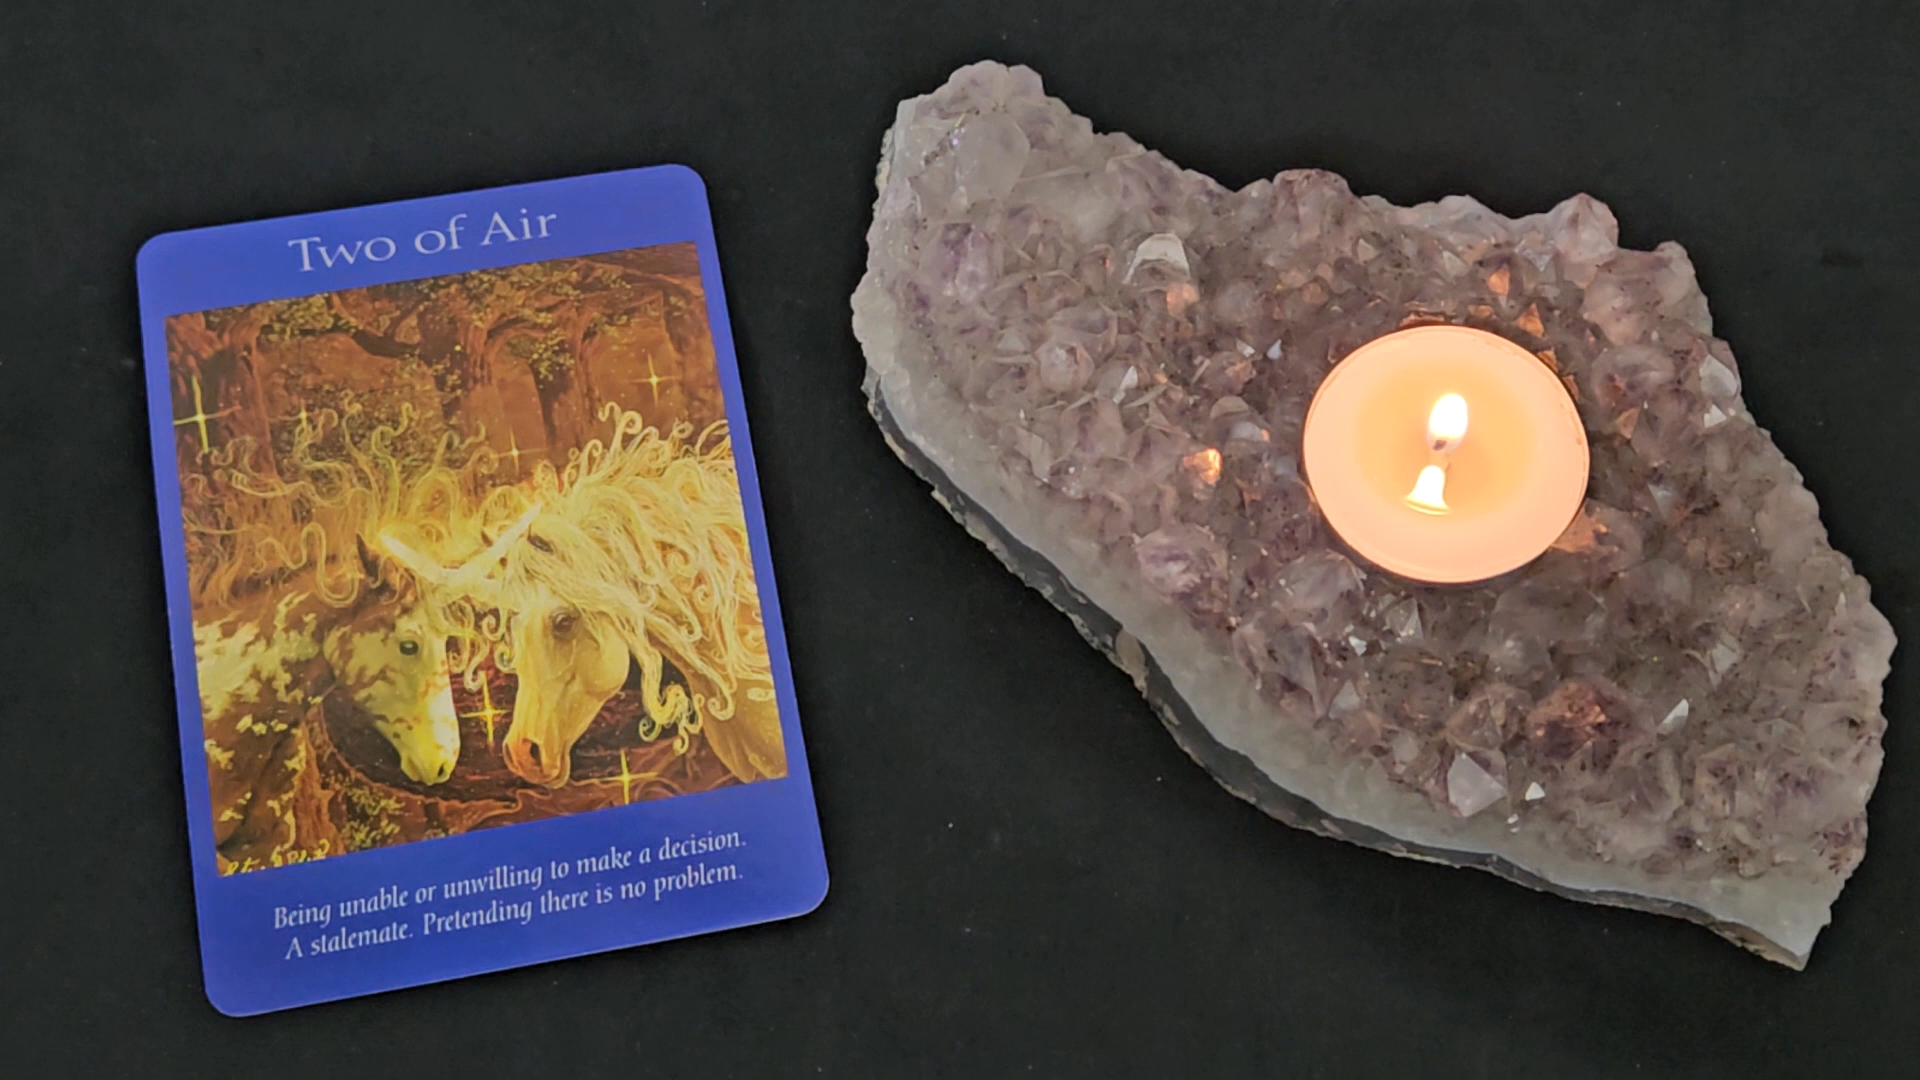 Two of Air
Being unable or unwilling to make a decision.
A stalemate. Pretending there is no problem.